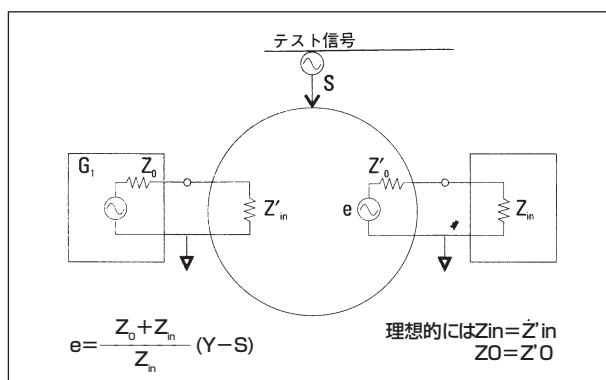 テスト信号
S
G₁
Z₀
Z'₀
Z'in
e
Zin
e= Z₀+Zin / Zin (Y−S)
理想的にはZin=Z'in
Z0=Z'0